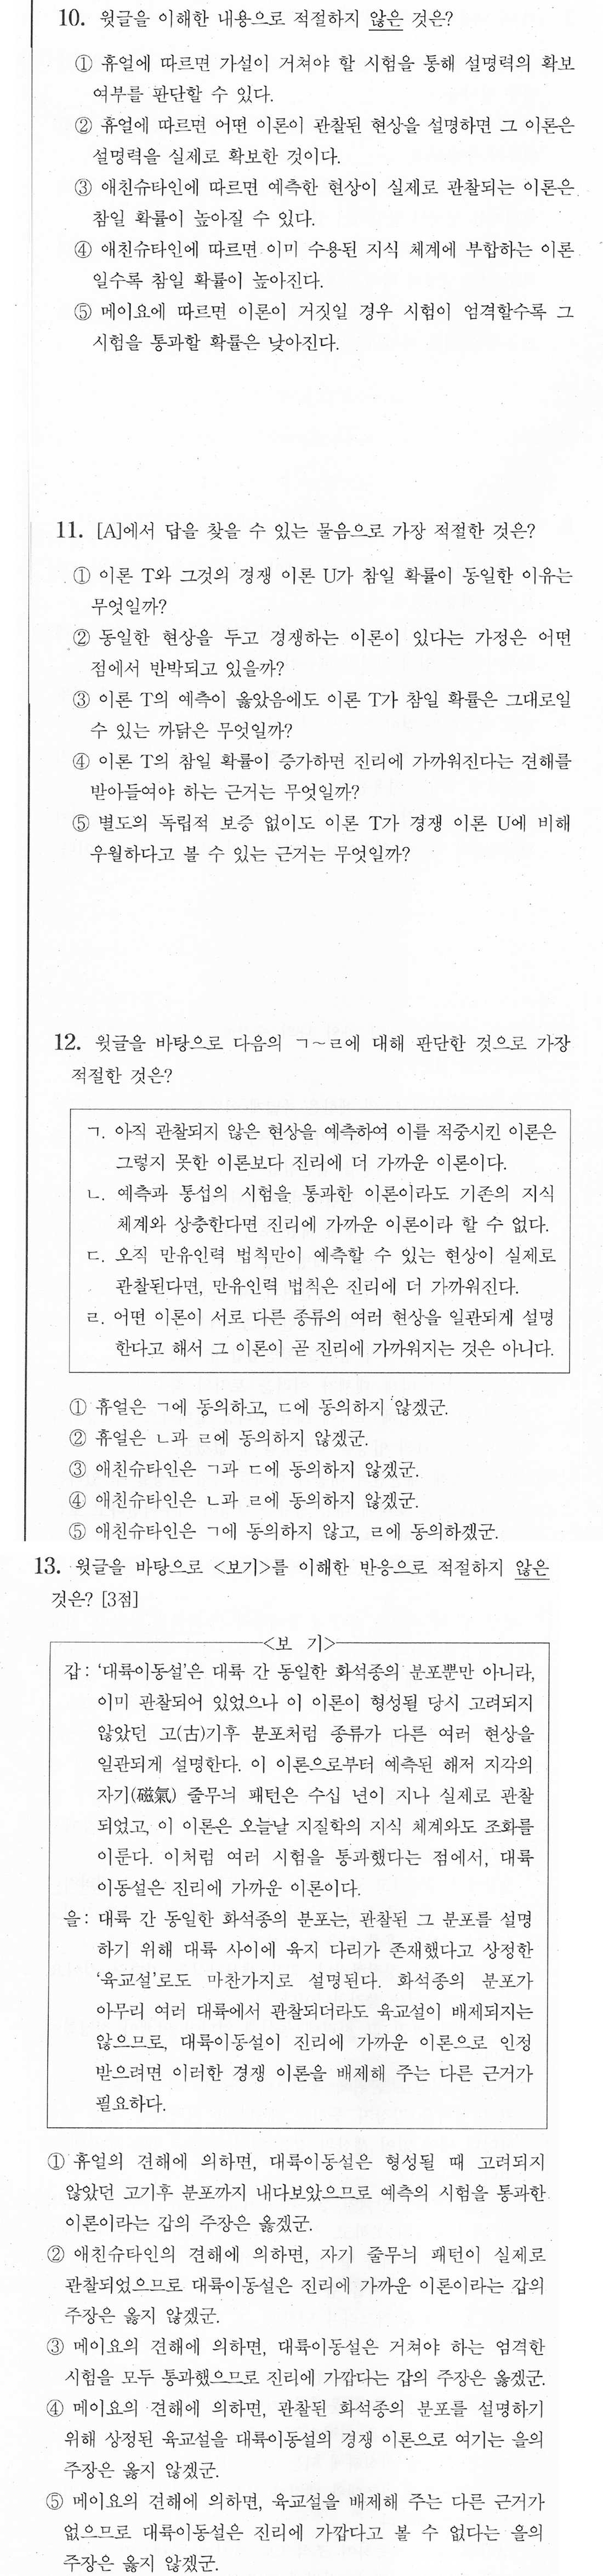 10. 윗글을 이해한 내용으로 적절하지 않은 것은?
① 휴얼에 따르면 가설이 거쳐야 할 시험을 통해 설명력의 확보
여부를 판단할 수 있다.
② 휴얼에 따르면 어떤 이론이 관찰된 현상을 설명하면 그 이론은
설명력을 실제로 확보한 것이다.
③ 애친슈타인에 따르면 예측한 현상이 실제로 관찰되는 이론은
참일 확률이 높아질 수 있다.
④ 애친슈타인에 따르면 이미 수용된 지식 체계에 부합하는 이론
일수록 참일 확률이 높아진다.
⑤ 메이요에 따르면 이론이 거짓일 경우 시험이 엄격할수록 그
시험을 통과할 확률은 낮아진다.
11. [A]에서 답을 찾을 수 있는 물음으로 가장 적절한 것은?
① 이론 T와 그것의 경쟁 이론 U가 참일 확률이 동일한 이유는
무엇일까?
② 동일한 현상을 두고 경쟁하는 이론이 있다는 가정은 어떤
점에서 반박되고 있을까?
③ 이론 T의 예측이 옳았음에도 이론 T가 참일 확률은 그대로일
수 있는 까닭은 무엇일까?
④ 이론 T의 참일 확률이 증가하면 진리에 가까워진다는 견해를
받아들여야 하는 근거는 무엇일까?
⑤ 별도의 독립적 보증 없이도 이론 T가 경쟁 이론 U에 비해
우월하다고 볼 수 있는 근거는 무엇일까?
12. 윗글을 바탕으로 다음의 ㄱ~ㄹ에 대해 판단한 것으로 가장
적절한 것은?
ㄱ. 아직 관찰되지 않은 현상을 예측하여 이를 적중시킨 이론은
그렇지 못한 이론보다 진리에 더 가까운 이론이다.
ㄴ. 예측과 통섭의 시험을 통과한 이론이라도 기존의 지식
체계와 상충한다면 진리에 가까운 이론이라 할 수 없다.
ㄷ. 오직 만유인력 법칙만이 예측할 수 있는 현상이 실제로
관찰된다면, 만유인력 법칙은 진리에 더 가까워진다.
ㄹ. 어떤 이론이 서로 다른 종류의 여러 현상을 일관되게 설명
한다고 해서 그 이론이 곧 진리에 가까워지는 것은 아니다.
① 휴얼은 ㄱ에 동의하고, ㄷ에 동의하지 않겠군.
② 휴얼은 ㄴ과 ㄹ에 동의하지 않겠군.
③ 애친슈타인은 ㄱ과 ㄷ에 동의하지 않겠군.
④ 애친슈타인은 ㄴ과 ㄹ에 동의하지 않겠군.
⑤ 애친슈타인은 ㄱ에 동의하지 않고, ㄹ에 동의하겠군.
13. 윗글을 바탕으로 <보기>를 이해한 반응으로 적절하지 않은
것은? [3점]
<보 기>
갑: ‘대륙이동설’은 대륙 간 동일한 화석종의 분포뿐만 아니라,
이미 관찰되어 있었으나 이 이론이 형성될 당시 고려되지
않았던 고(古)기후 분포처럼 종류가 다른 여러 현상을
일관되게 설명한다. 이 이론으로부터 예측된 해저 지각의
자기(磁氣) 줄무늬 패턴은 수십 년이 지나 실제로 관찰
되었고, 이 이론은 오늘날 지질학의 지식 체계와도 조화를
이룬다. 이처럼 여러 시험을 통과했다는 점에서, 대륙
이동설은 진리에 가까운 이론이다.
을: 대륙 간 동일한 화석종의 분포는, 관찰된 그 분포를 설명
하기 위해 대륙 사이에 육지 다리가 존재했다고 상정한
‘육교설’로도 마찬가지로 설명된다. 화석종의 분포가
아무리 여러 대륙에서 관찰되더라도 육교설이 배제되지는
않으므로, 대륙이동설이 진리에 가까운 이론으로 인정
받으려면 이러한 경쟁 이론을 배제해 주는 다른 근거가
필요하다.
① 휴얼의 견해에 의하면, 대륙이동설은 형성될 때 고려되지
않았던 고기후 분포까지 내다보았으므로 예측의 시험을 통과한
이론이라는 갑의 주장은 옳겠군.
② 애친슈타인의 견해에 의하면, 자기 줄무늬 패턴이 실제로
관찰되었으므로 대륙이동설은 진리에 가까운 이론이라는 갑의
주장은 옳지 않겠군.
③ 메이요의 견해에 의하면, 대륙이동설은 거쳐야 하는 엄격한
시험을 모두 통과했으므로 진리에 가깝다는 갑의 주장은 옳겠군.
④ 메이요의 견해에 의하면, 관찰된 화석종의 분포를 설명하기
위해 상정된 육교설을 대륙이동설의 경쟁 이론으로 여기는 을의
주장은 옳지 않겠군.
⑤ 메이요의 견해에 의하면, 육교설을 배제해 주는 다른 근거가
없으므로 대륙이동설은 진리에 가깝다고 볼 수 없다는 을의
주장은 옳지 않겠군.